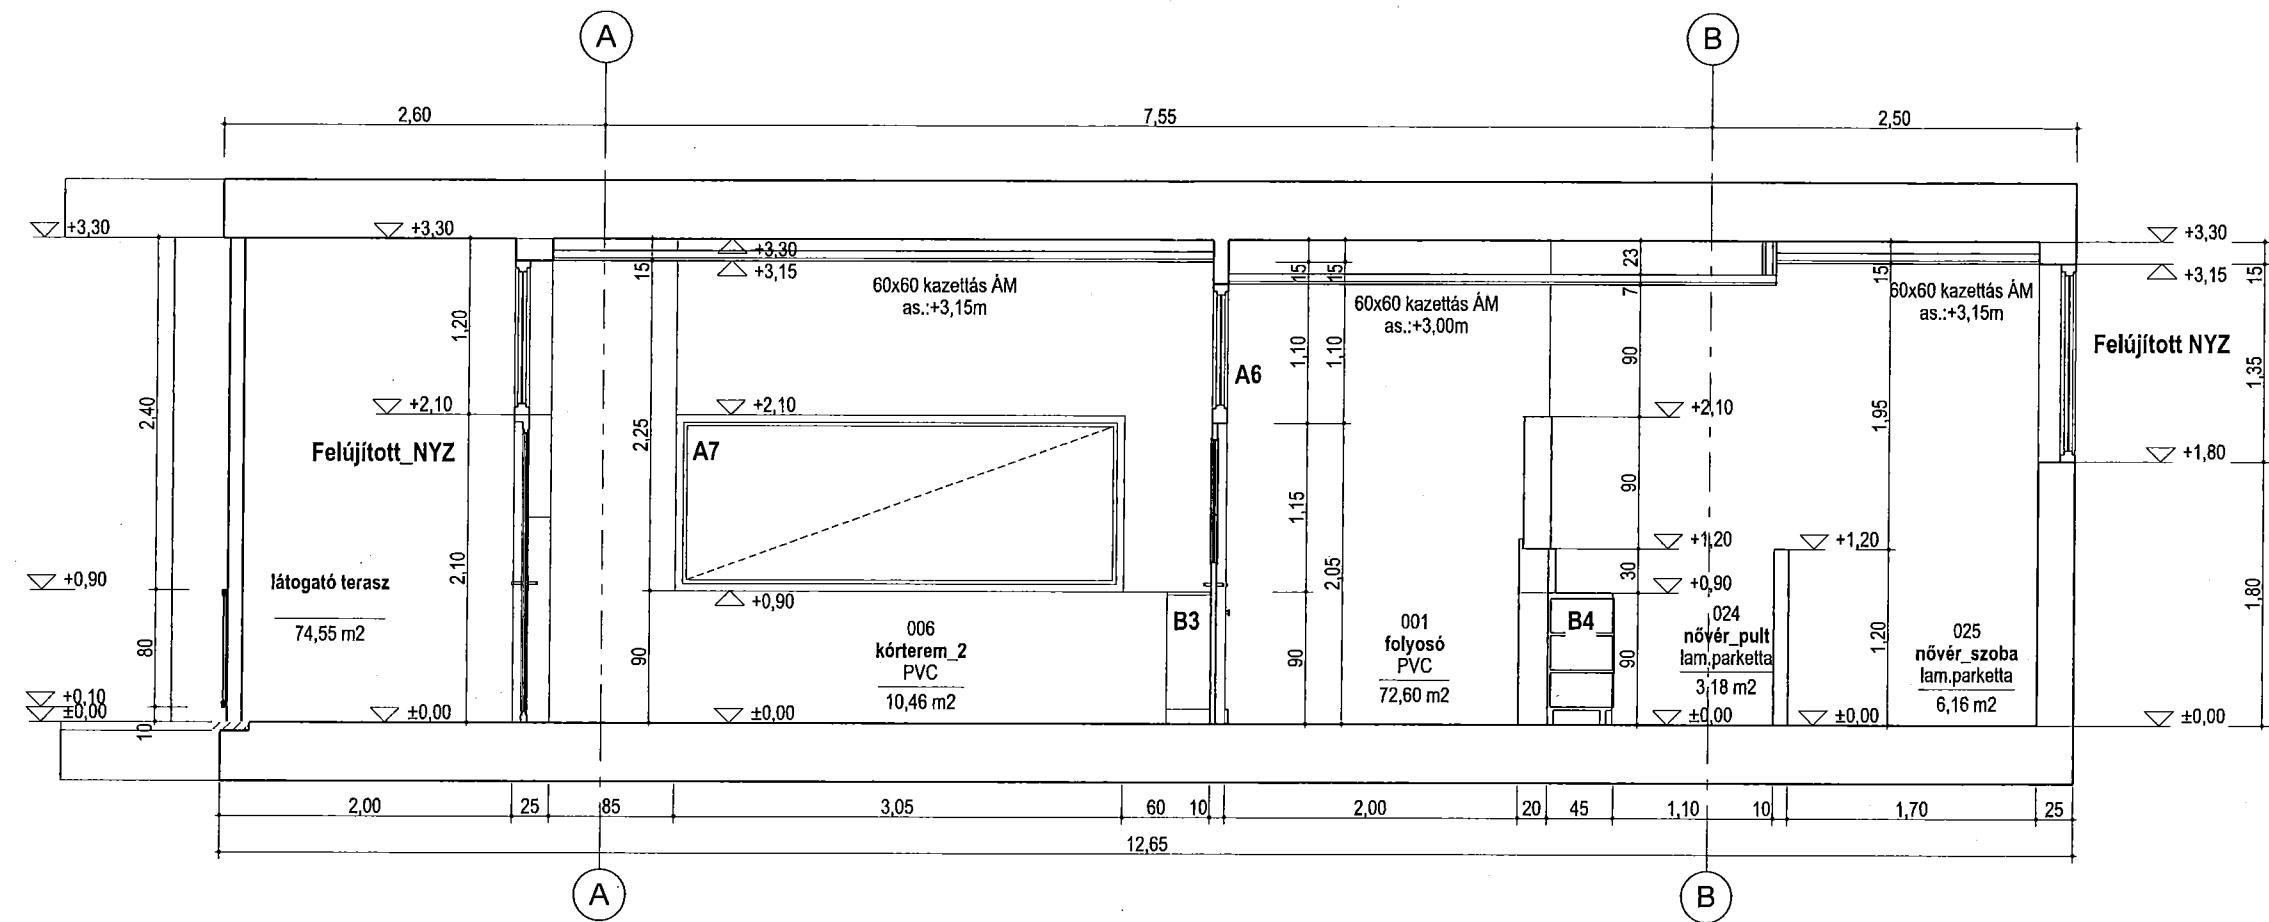 A
B
2,60
7,55
2,50
+3,30
+3,30
+3,30
+3,15
+3,30
+3,15
15
15
15
23
7
15
15
60x60 kazettás ÁM
as.:+3,15m
60x60 kazettás ÁM
as.:+3,00m
60x60 kazettás ÁM
as.:+3,15m
1,20
1,10
1,10
90
Felújított NYZ
1,35
A6
2,40
+2,10
+2,10
+2,10
1,95
Felújított_NYZ
2,25
A7
+1,80
1,15
90
+1,20
+1,20
+0,90
látogató terasz
74,55 m2
2,10
+0,90
2,05
30
+0,90
1,80
80
90
006
kórterem_2
PVC
10,46 m2
B3
90
001
folyosó
PVC
72,60 m2
B4
90
024
nővér_pult
lam.parketta
3,18 m2
1,20
025
nővér_szoba
lam.parketta
6,16 m2
+0,10
±0,00
±0,00
±0,00
±0,00
±0,00
±0,00
10
2,00
25
85
3,05
60
10
2,00
20
45
1,10
10
1,70
25
12,65
A
B